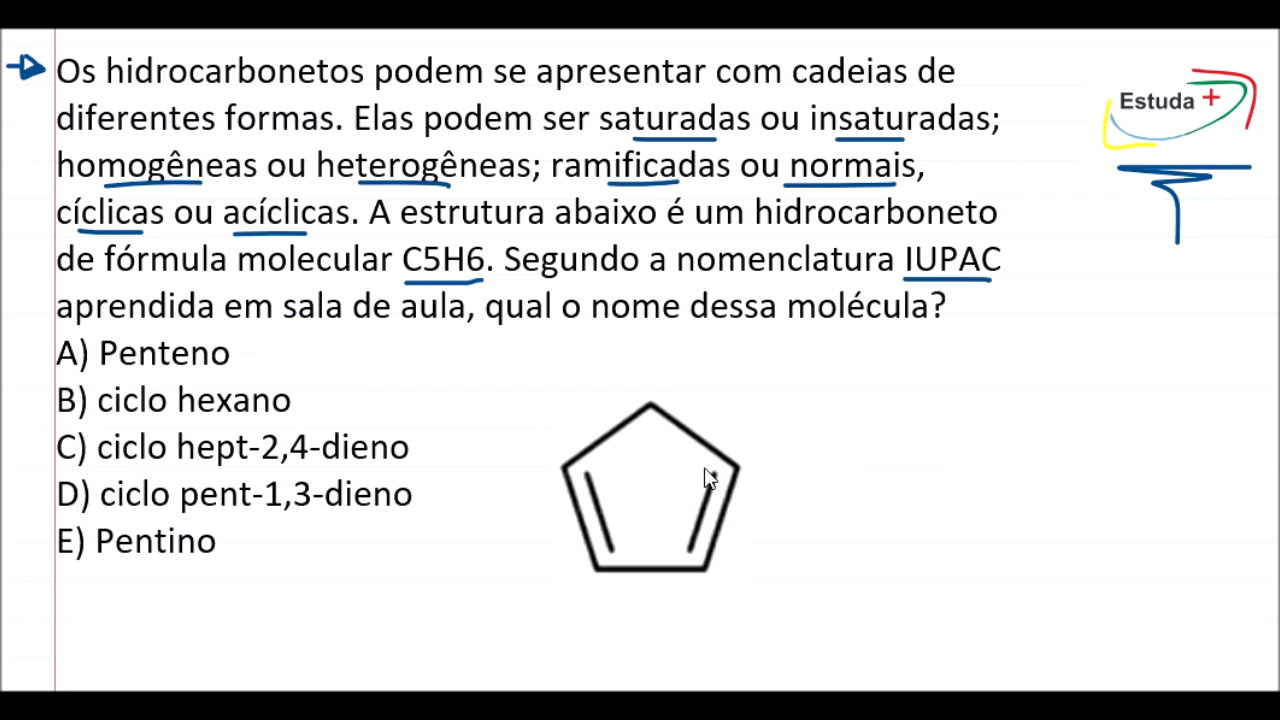 Os hidrocarbonetos podem se apresentar com cadeias de
diferentes formas. Elas podem ser saturadas ou insaturadas;
homogêneas ou heterogêneas; ramificadas ou normais,
cíclicas ou acíclicas. A estrutura abaixo é um hidrocarboneto
de fórmula molecular C5H6. Segundo a nomenclatura IUPAC
aprendida em sala de aula, qual o nome dessa molécula?
A) Penteno
B) ciclo hexano
C) ciclo hept-2,4-dieno
D) ciclo pent-1,3-dieno
E) Pentino
Estuda +